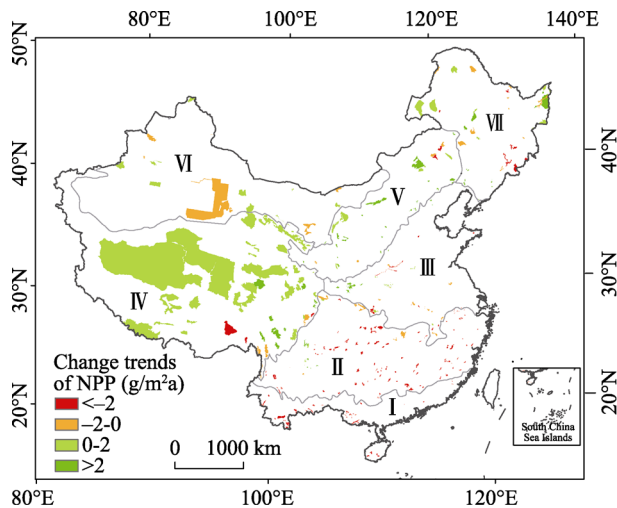 80°E 100°E 120°E 140°E
50°N
40°N 40°N
30°N 30°N
20°N 20°N
VI
VII
V
III
IV
II
I
Change trends
of NPP (g/m²a)
<–2
–2-0
0-2
>2
0 1000 km
South China
Sea Islands
80°E 100°E 120°E